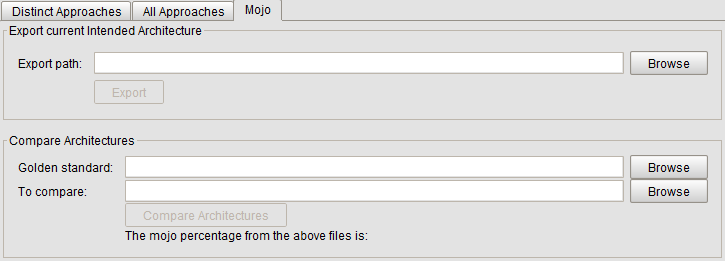 Distinct Approaches All Approaches Mojo
Export current Intended Architecture
Export path: Browse
Export
Compare Architectures
Golden standard: Browse
To compare: Browse
Compare Architectures
The mojo percentage from the above files is: